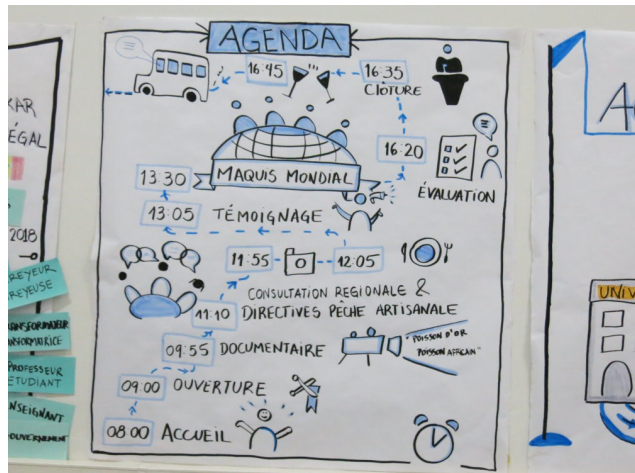 AGENDA
16:45
16:35
CLÔTURE
16:20
ÉVALUATION
MAQUIS MONDIAL
13:30
13:05 TÉMOIGNAGE
11:55
12:05
CONSULTATION REGIONALE &
DIRECTIVES PÊCHE ARTISANALE
11:10
09:55 DOCUMENTAIRE
"POISSON D'OR
POISSON AFRICAIN"
09:00 OUVERTURE
08:00 ACCUEIL
KAR
ÉGAL
2018
REYEUR
REYEUSE
TRANSFORMATEUR
PROFESSEUR
ETUDIANT
NSEIGNANT
OUVERNEMENT
A
UNIV